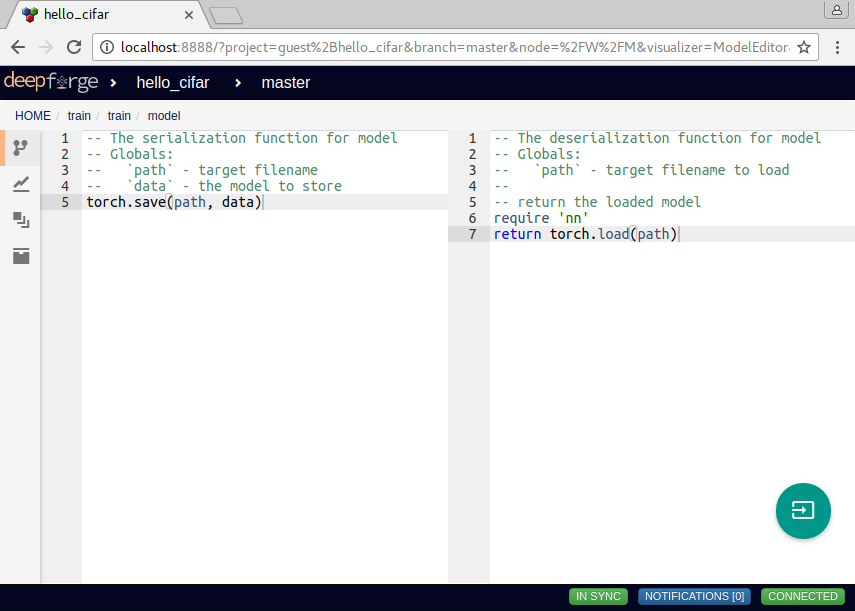 hello_cifar
localhost:8888/?project=guest%2Bhello_cifar&branch=master&node=%2FW%2FM&visualizer=ModelEditor
deepforge › hello_cifar › master
HOME / train / train / model
1 -- The serialization function for model
2 -- Globals:
3 --   `path` - target filename
4 --   `data` - the model to store
5 torch.save(path, data)
1 -- The deserialization function for model
2 -- Globals:
3 --   `path` - target filename to load
4 --
5 -- return the loaded model
6 require 'nn'
7 return torch.load(path)
IN SYNC NOTIFICATIONS [0] CONNECTED